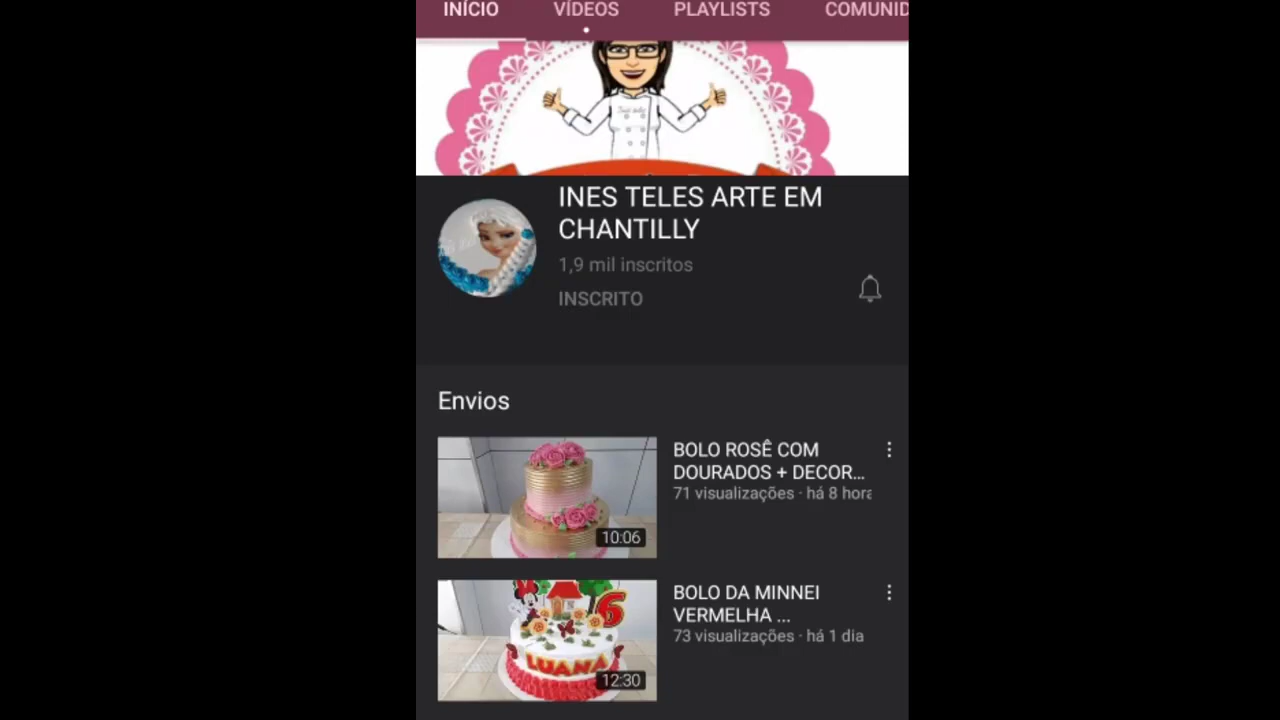 INÍCIO VÍDEOS PLAYLISTS COMUNID
INES TELES ARTE EM
CHANTILLY
1,9 mil inscritos
INSCRITO
Envios
BOLO ROSÊ COM
DOURADOS + DECOR...
71 visualizações · há 8 hora
10:06
BOLO DA MINNEI
VERMELHA ...
73 visualizações · há 1 dia
6
LUANA
12:30